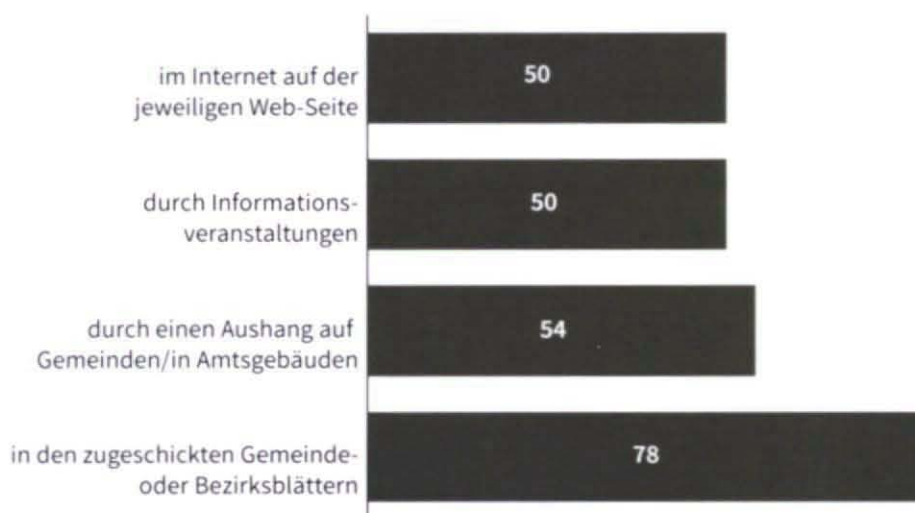 im Internet auf der
jeweiligen Web-Seite
50
durch Informations-
veranstaltungen
50
durch einen Aushang auf
Gemeinden/in Amtsgebäuden
54
in den zugeschickten Gemeinde-
oder Bezirksblättern
78